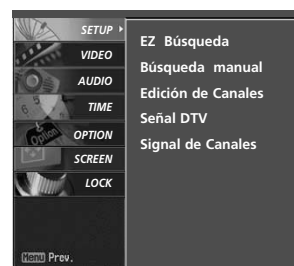 SETUP
VIDEO
AUDIO
TIME
OPTION
SCREEN
LOCK
Menu Prev.
EZ Búsqueda
Búsqueda manual
Edición de Canales
Señal DTV
Signal de Canales